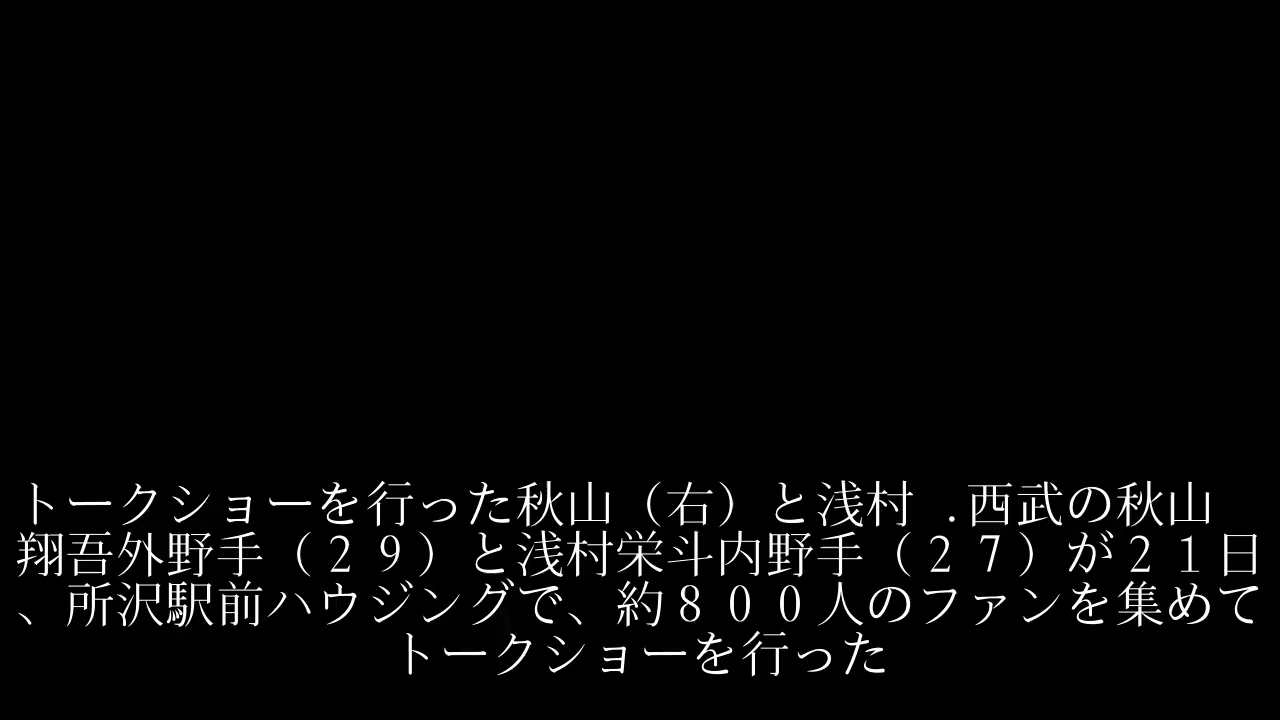 トークショーを行った秋山（右）と浅村 .西武の秋山
翔吾外野手（２９）と浅村栄斗内野手（２７）が２１日
、所沢駅前ハウジングで、約８００人のファンを集めて
トークショーを行った